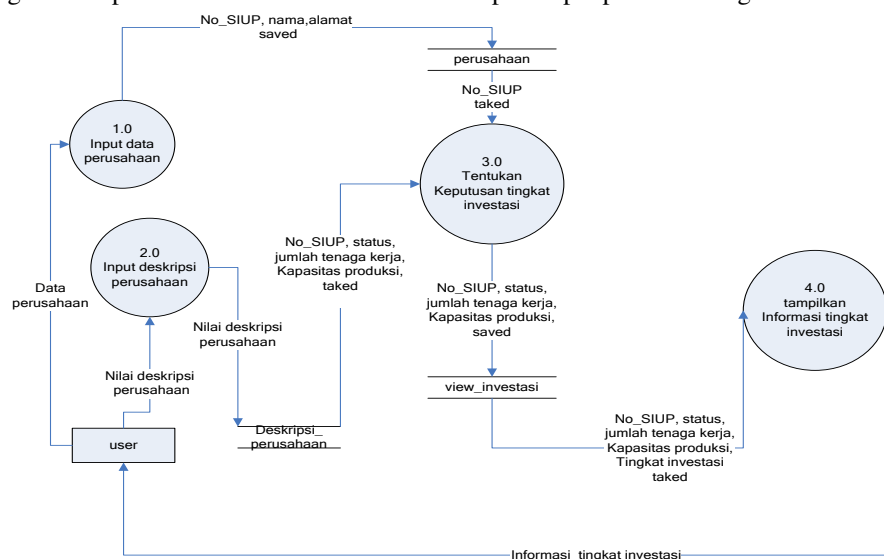 No_SIUP, nama,alamat
saved
perusahaan
No_SIUP
taked
1.0
Input data
perusahaan
3.0
Tentukan
Keputusan tingkat
investasi
2.0
Input deskripsi
perusahaan
No_SIUP, status,
jumlah tenaga kerja,
Kapasitas produksi,
taked
Data
perusahaan
No_SIUP, status,
jumlah tenaga kerja,
Kapasitas produksi,
saved
4.0
tampilkan
Informasi tingkat
investasi
Nilai deskripsi
perusahaan
Nilai deskripsi
perusahaan
view_investasi
user
Deskripsi_
perusahaan
No_SIUP, status,
jumlah tenaga kerja,
Kapasitas produksi,
Tingkat investasi
taked
Informasi tingkat investasi